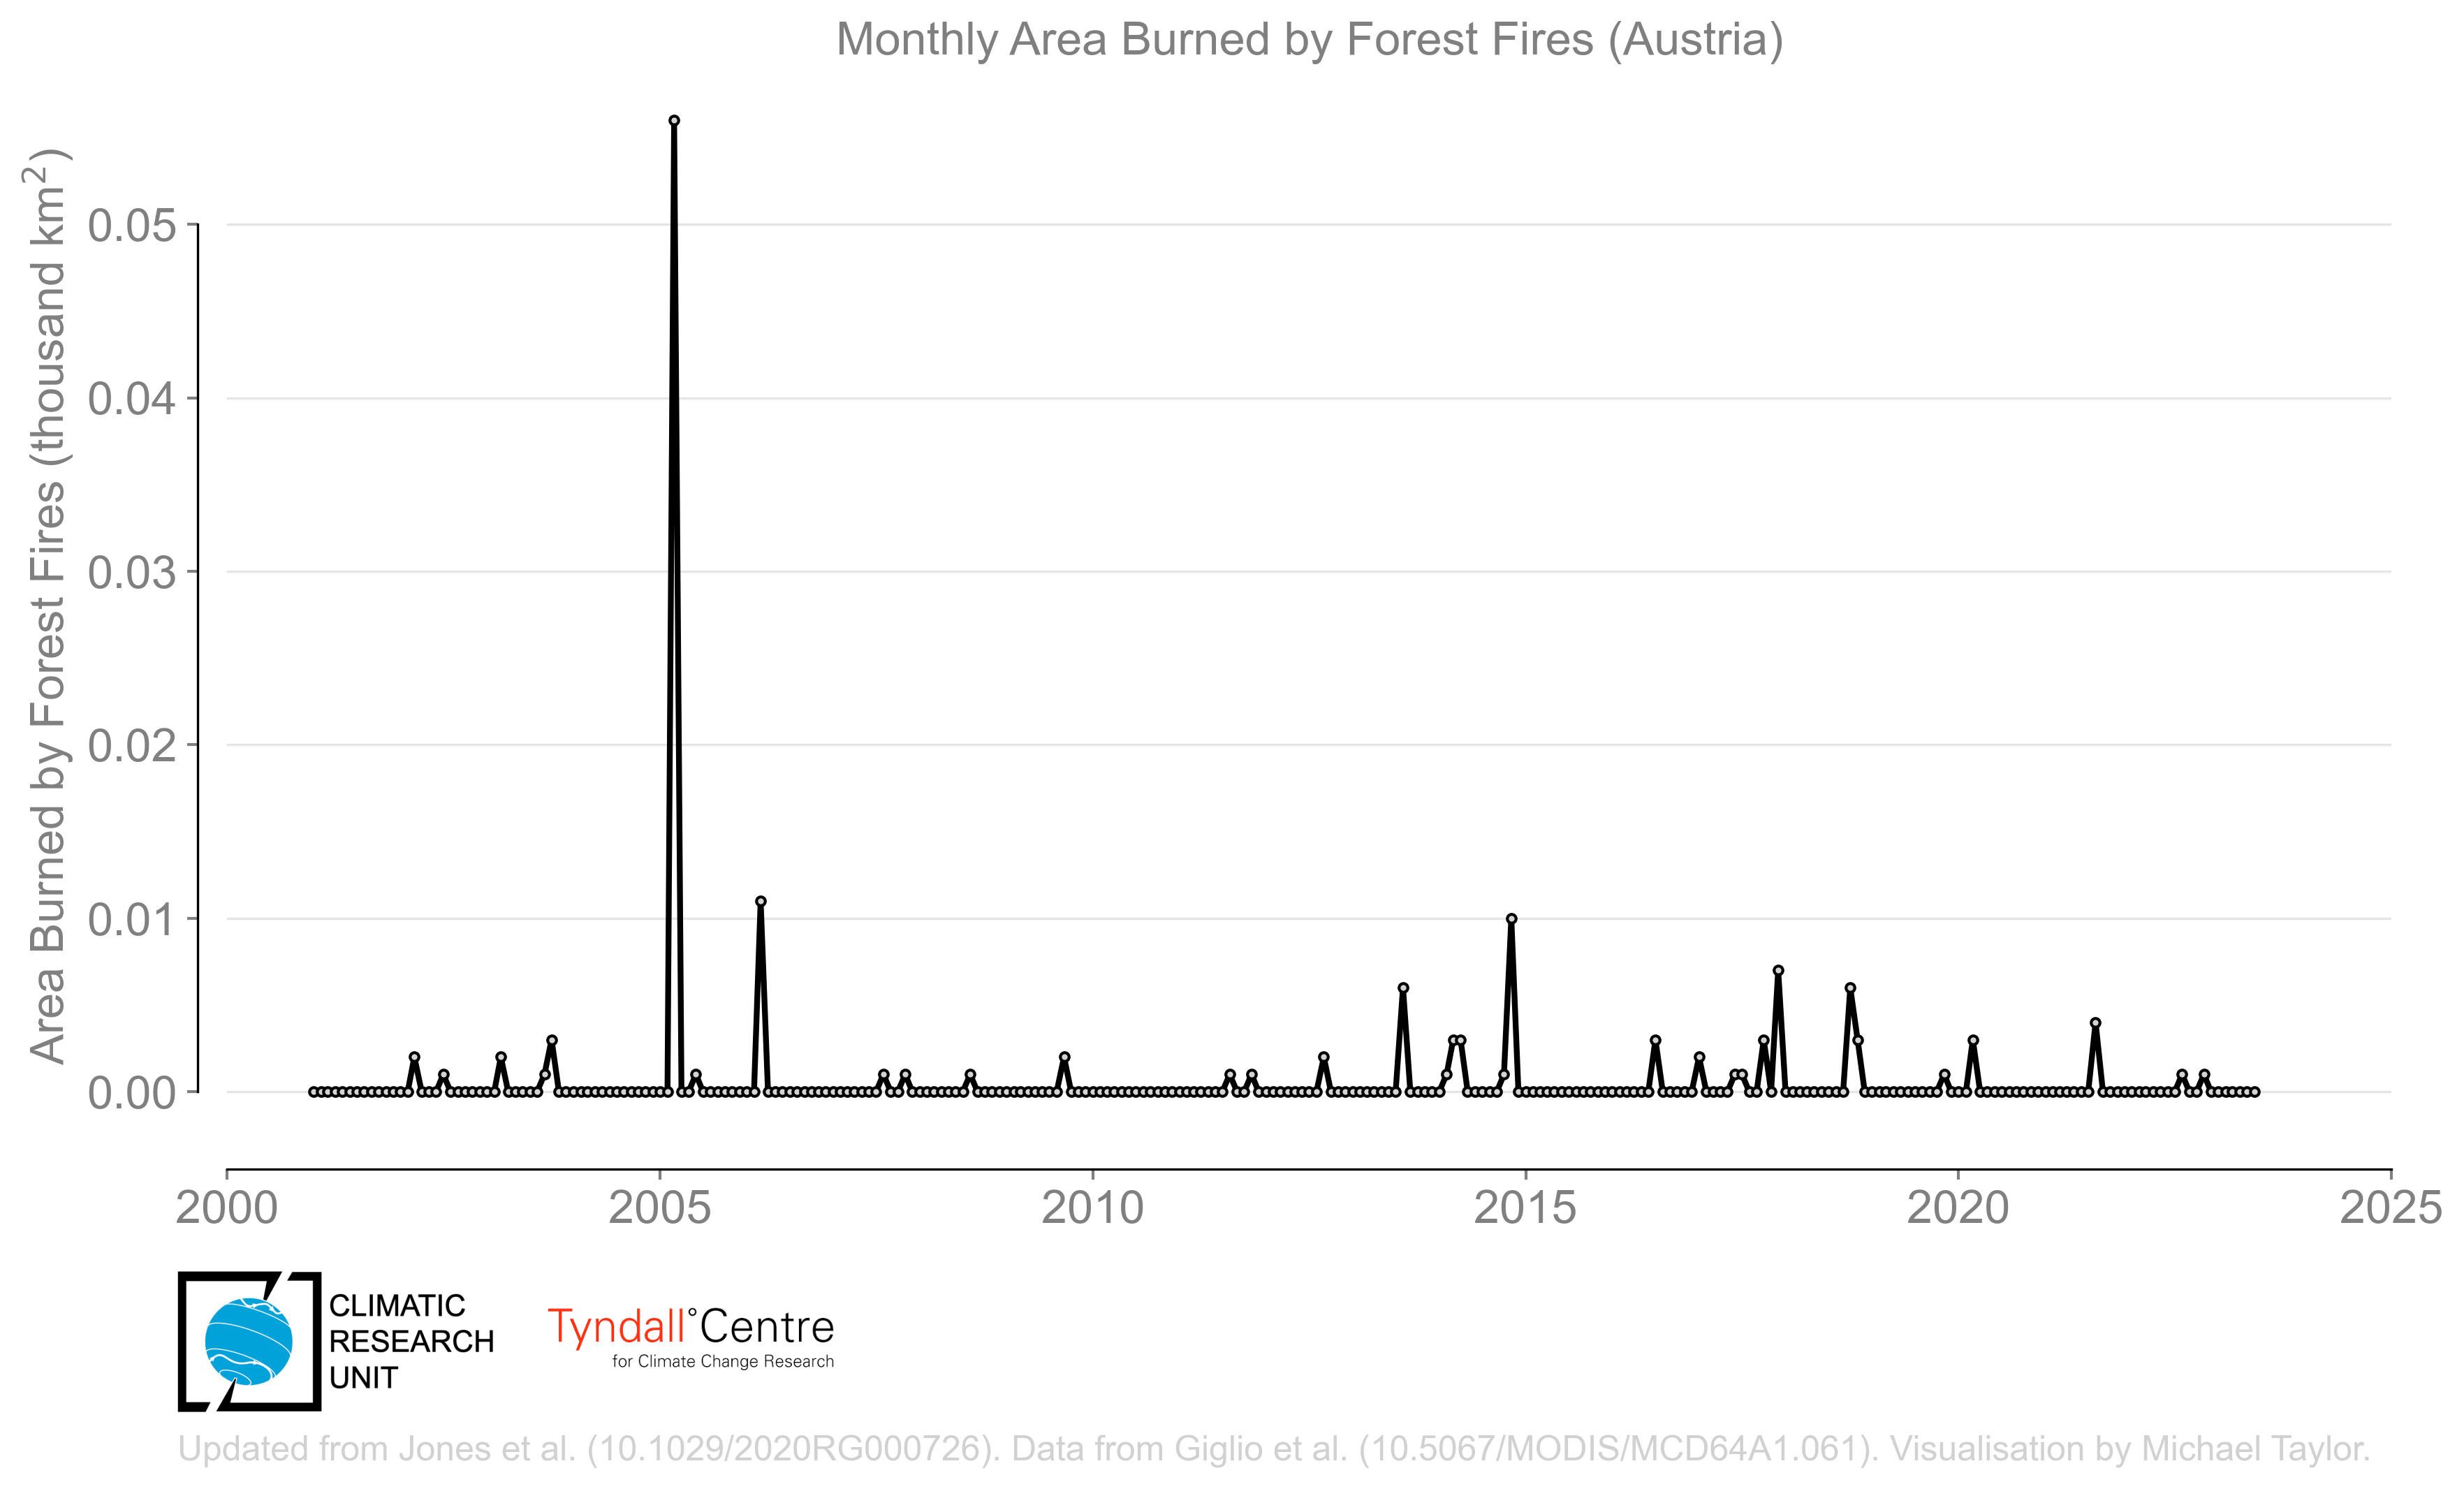 Monthly Area Burned by Forest Fires (Austria)
Area Burned by Forest Fires (thousand km²)
0.05
0.04
0.03
0.02
0.01
0.00
2000 2005 2010 2015 2020 2025
CLIMATIC
RESEARCH
UNIT
Tyndall°Centre
for Climate Change Research
Updated from Jones et al. (10.1029/2020RG000726). Data from Giglio et al. (10.5067/MODIS/MCD64A1.061). Visualisation by Michael Taylor.